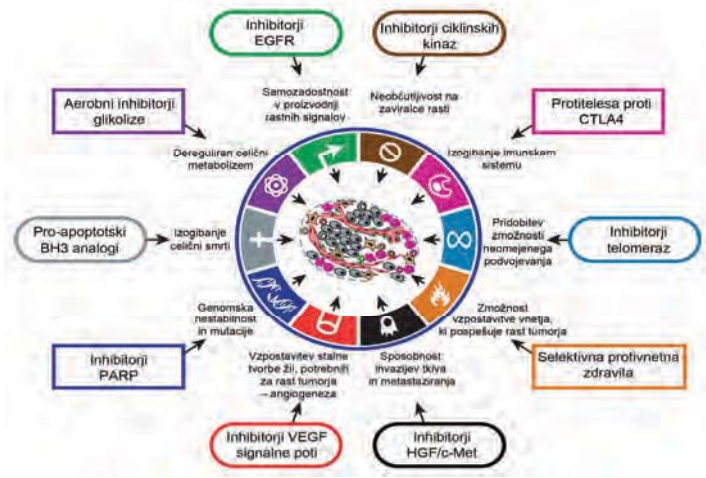 Inhibitorji
EGFR
Inhibitorji ciklinskih
kinaz
Aerobni inhibitorji
glikolize
Samozadostnost
v proizvodnji
rastnih signalov
Neobčutljivost na
zaviralce rasti
Protitelesa proti
CTLA4
Dereguliran celični
metabolizem
Izogibanje imunskem
sistemu
Pro-apoptotski
BH3 analogi
Izogibanje
celični smrti
Pridobitev
zmožnosti
neomejenega
podvojevanja
Inhibitorji
telomeraz
Genomska
nestabilnost
in mutacije
Zmožnost
vzpostavitve vnetja,
ki pospešuje rast tumorja
Inhibitorji
PARP
Vzpostavitev stalne
tvorbe žil, potrebnih
za rast tumorja
– angiogeneza
Sposobnost
invazijev tkiva
in metastaziranja
Selektivna protivnetna
zdravila
Inhibitorji VEGF
signalne poti
Inhibitorji
HGF/c-Met